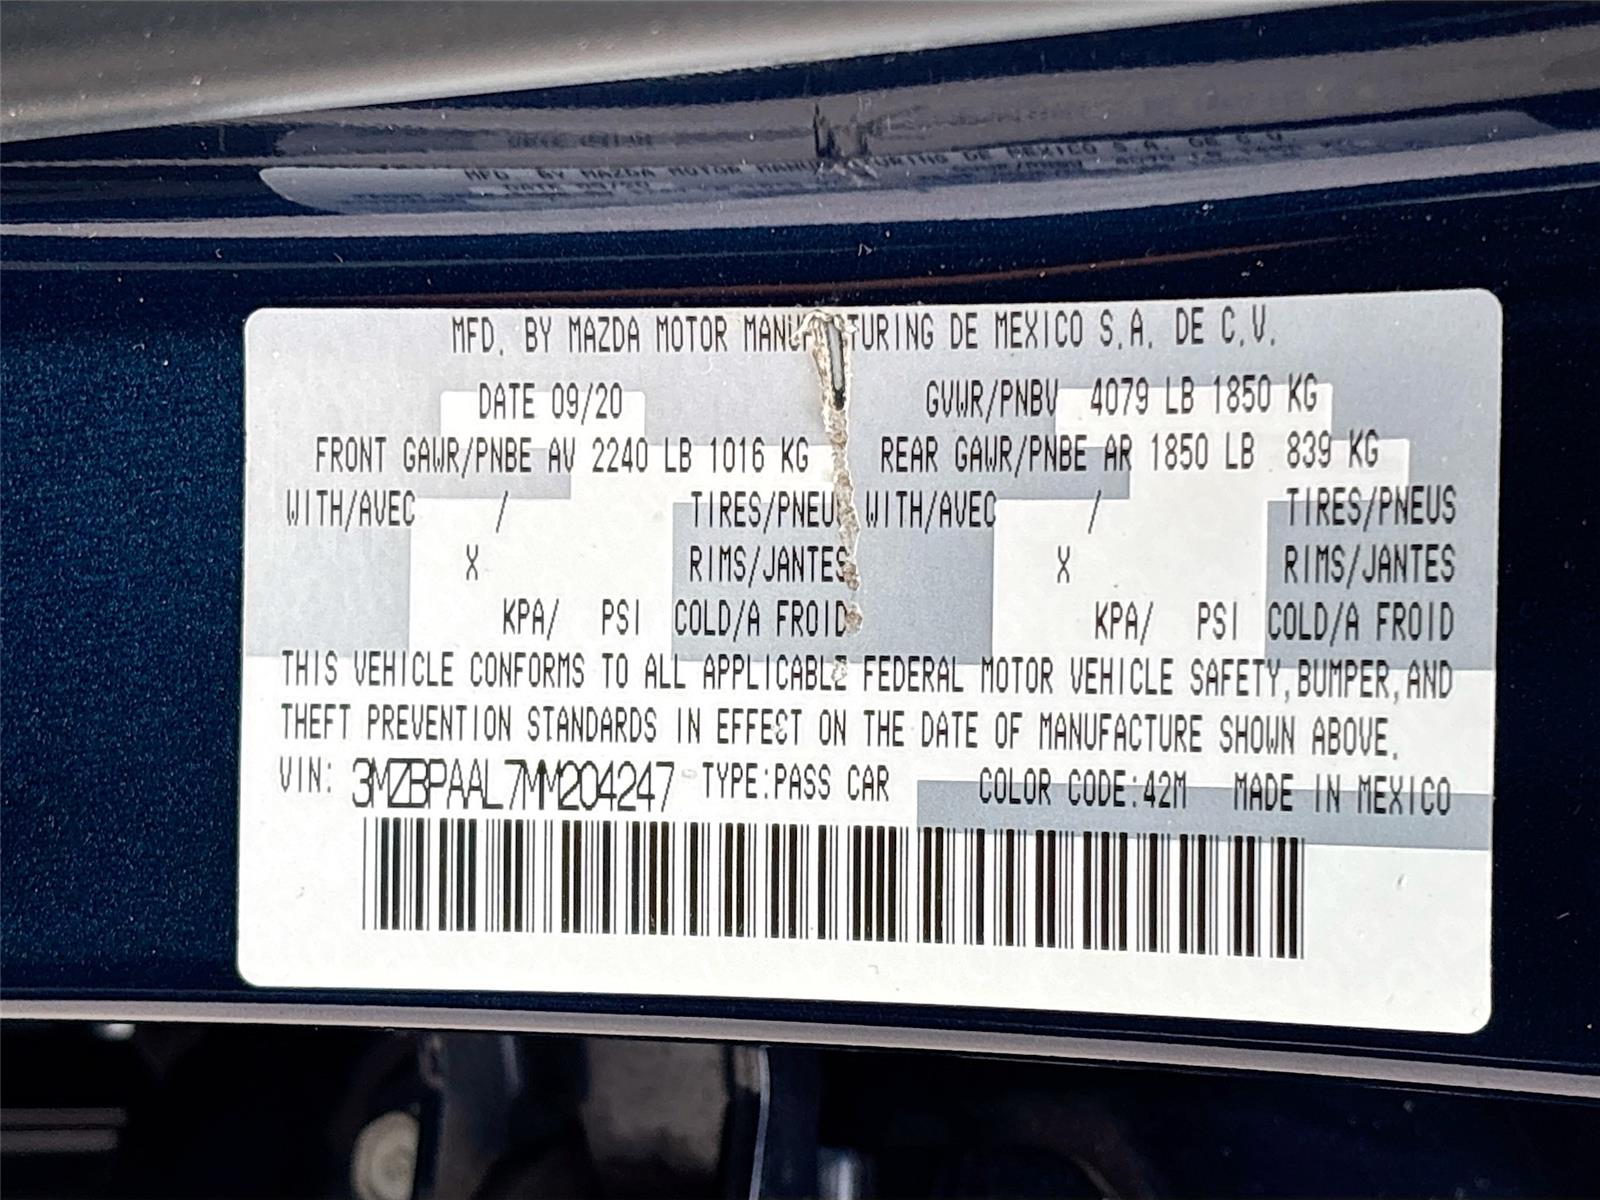 MFD. BY MAZDA MOTOR MANUFACTURING DE MEXICO S.A. DE C.V.
DATE 09/20 GVWR/PNBV 4079 LB 1850 KG
FRONT GAWR/PNBE AV 2240 LB 1016 KG REAR GAWR/PNBE AR 1850 LB 839 KG
WITH/AVEC / TIRES/PNEUS WITH/AVEC / TIRES/PNEUS
X RIMS/JANTES X RIMS/JANTES
KPA/ PSI COLD/A FROID KPA/ PSI COLD/A FROID
THIS VEHICLE CONFORMS TO ALL APPLICABLE FEDERAL MOTOR VEHICLE SAFETY,BUMPER,AND
THEFT PREVENTION STANDARDS IN EFFECT ON THE DATE OF MANUFACTURE SHOWN ABOVE.
VIN: 3MZBPAAL7MM204247 TYPE:PASS CAR COLOR CODE:42M MADE IN MEXICO